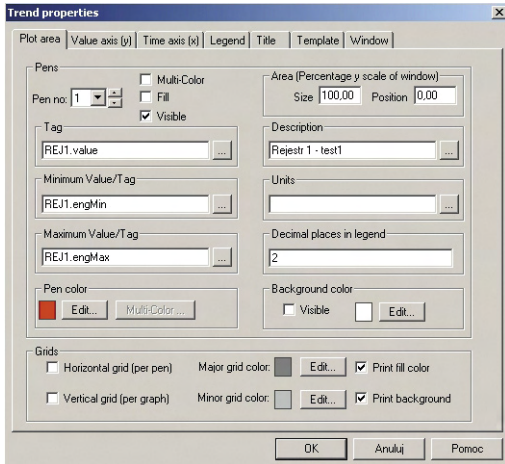 Trend properties
Plot area Value axis (y) Time axis (x) Legend Title Template Window
Pens
Pen no: 1
Multi-Color
Fill
Visible
Area (Percentage y scale of window)
Size 100,00 Position 0,00
Tag
REJ1.value ...
Description
Rejestr 1 - test1 ...
Minimum Value/Tag
REJ1.engMin ...
Units
...
Maximum Value/Tag
REJ1.engMax ...
Decimal places in legend
2
Pen color
Edit... Multi-Color ...
Background color
Visible Edit...
Grids
Horizontal grid (per pen) Major grid color: Edit... Print fill color
Vertical grid (per graph) Minor grid color: Edit... Print background
OK Anuluj Pomoc